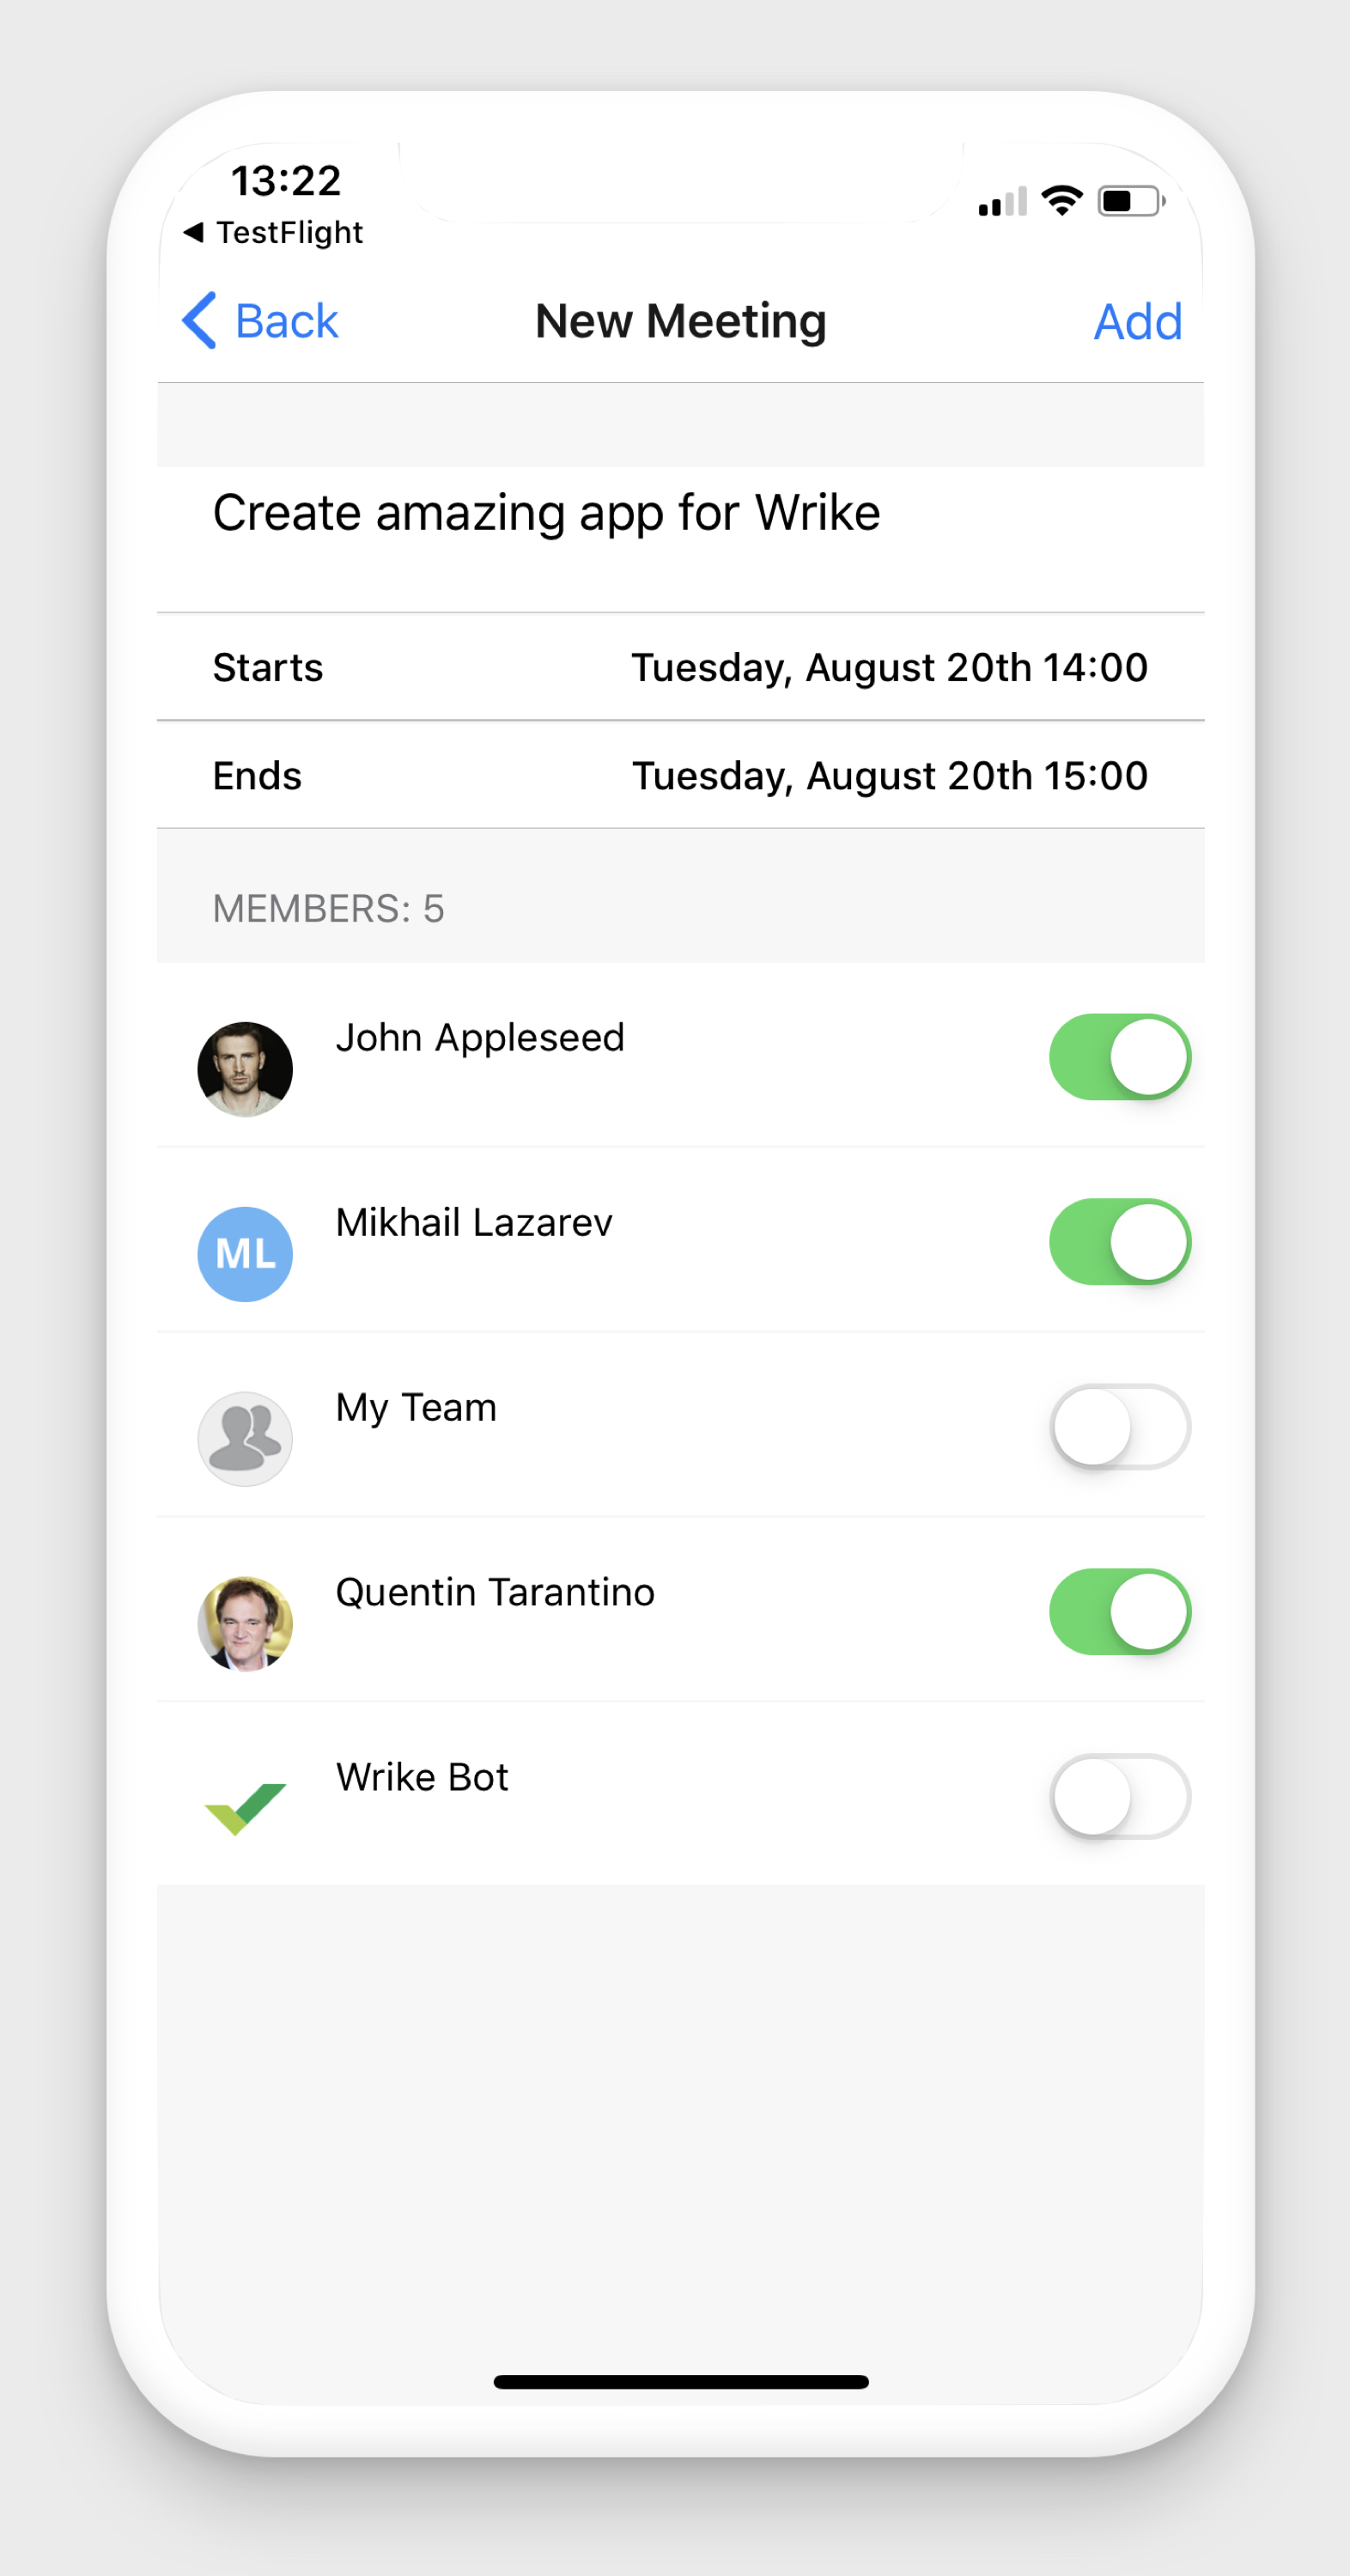 13:22
◀ TestFlight
Back New Meeting Add
Create amazing app for Wrike
Starts Tuesday, August 20th 14:00
Ends Tuesday, August 20th 15:00
MEMBERS: 5
John Appleseed
ML Mikhail Lazarev
My Team
Quentin Tarantino
Wrike Bot